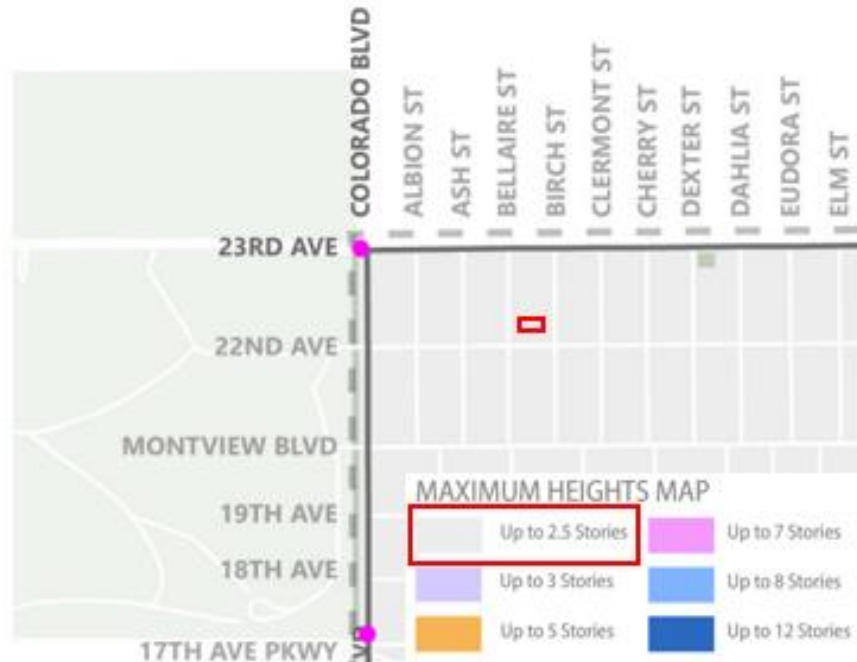 COLORADO BLVD
ALBION ST
ASH ST
BELLAIRE ST
BIRCH ST
CLERMONT ST
CHERRY ST
DEXTER ST
DAHLIA ST
EUDORA ST
ELM ST
23RD AVE
22ND AVE
MONTVIEW BLVD
19TH AVE
18TH AVE
17TH AVE PKWY
MAXIMUM HEIGHTS MAP
Up to 2.5 Stories
Up to 7 Stories
Up to 3 Stories
Up to 8 Stories
Up to 5 Stories
Up to 12 Stories